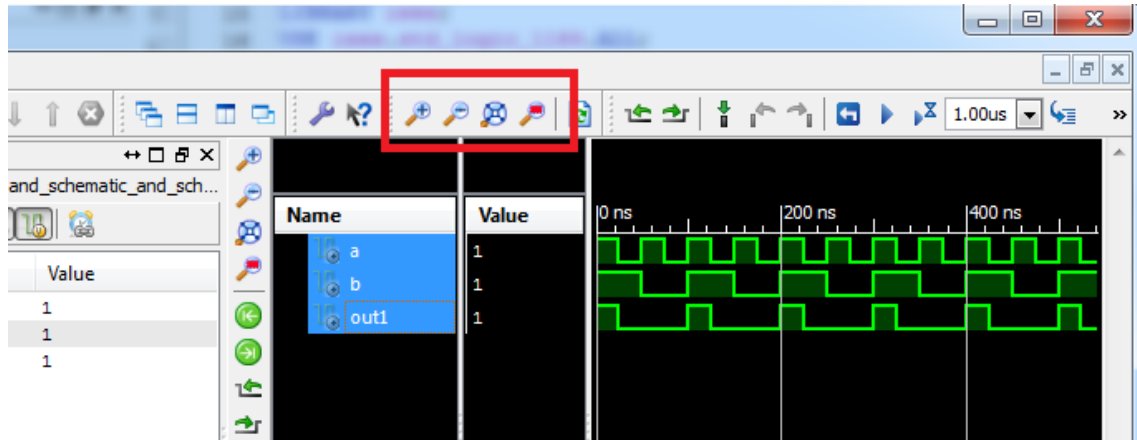 1.00us
»
and_schematic_and_sch...
Name
Value
0 ns
200 ns
400 ns
a
1
Value
b
1
1
out1
1
1
1